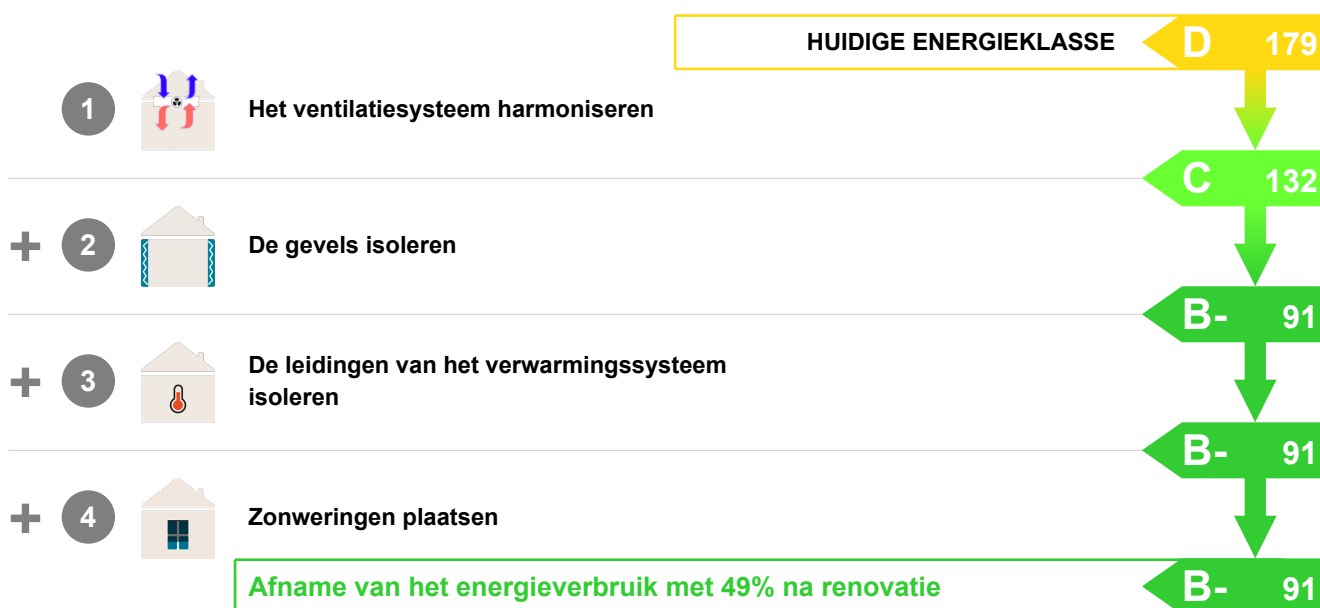 HUIDIGE ENERGIEKLASSE D 179
1 Het ventilatiesysteem harmoniseren
C 132
+ 2 De gevels isoleren
B- 91
+ 3 De leidingen van het verwarmingssysteem
isoleren
B- 91
+ 4 Zonweringen plaatsen
Afname van het energieverbruik met 49% na renovatie B- 91